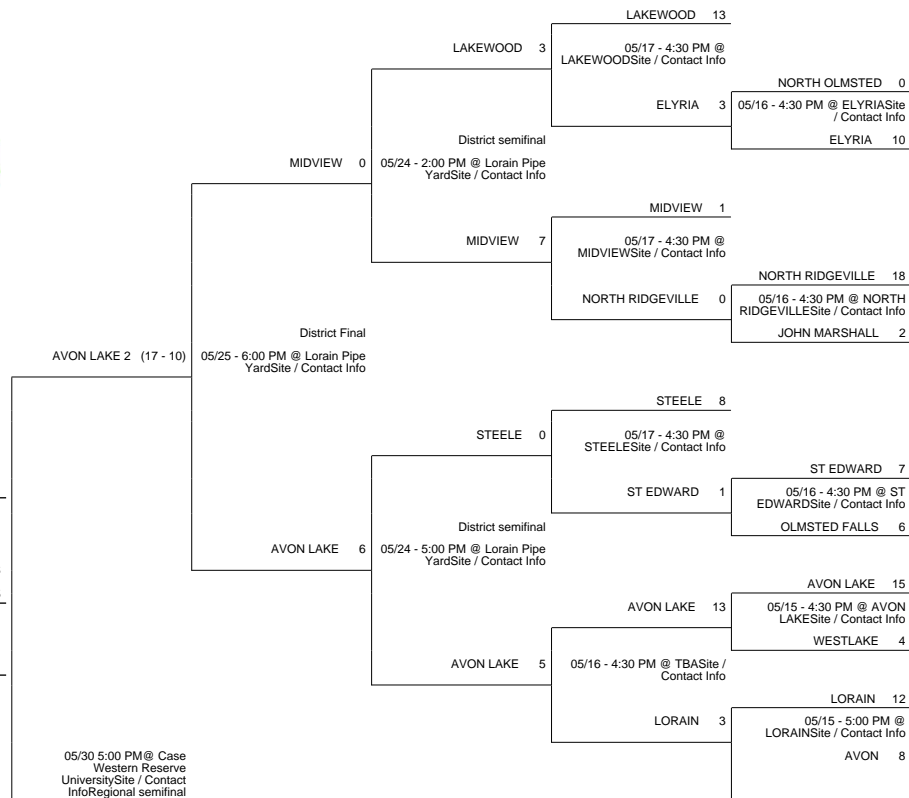 LAKEWOOD 13
LAKEWOOD 3
05/17 - 4:30 PM @
LAKEWOODSite / Contact Info
NORTH OLMSTED 0
ELYRIA 3
05/16 - 4:30 PM @ ELYRIASite
/ Contact Info
ELYRIA 10
District semifinal
MIDVIEW 0
05/24 - 2:00 PM @ Lorain Pipe
YardSite / Contact Info
MIDVIEW 1
MIDVIEW 7
05/17 - 4:30 PM @
MIDVIEWSite / Contact Info
NORTH RIDGEVILLE 18
NORTH RIDGEVILLE 0
05/16 - 4:30 PM @ NORTH
RIDGEVILLESite / Contact Info
JOHN MARSHALL 2
District Final
AVON LAKE 2 (17 - 10)
05/25 - 6:00 PM @ Lorain Pipe
YardSite / Contact Info
STEELE 8
STEELE 0
05/17 - 4:30 PM @
STEELESite / Contact Info
ST EDWARD 7
ST EDWARD 1
05/16 - 4:30 PM @ ST
EDWARDSite / Contact Info
OLMSTED FALLS 6
District semifinal
AVON LAKE 6
05/24 - 5:00 PM @ Lorain Pipe
YardSite / Contact Info
AVON LAKE 15
AVON LAKE 13
05/15 - 4:30 PM @ AVON
LAKESite / Contact Info
WESTLAKE 4
AVON LAKE 5
05/16 - 4:30 PM @ TBASite /
Contact Info
LORAIN 12
LORAIN 3
05/15 - 5:00 PM @
LORAINSite / Contact Info
AVON 8
05/30 5:00 PM@ Case
Western Reserve
UniversitySite / Contact
InfoRegional semifinal